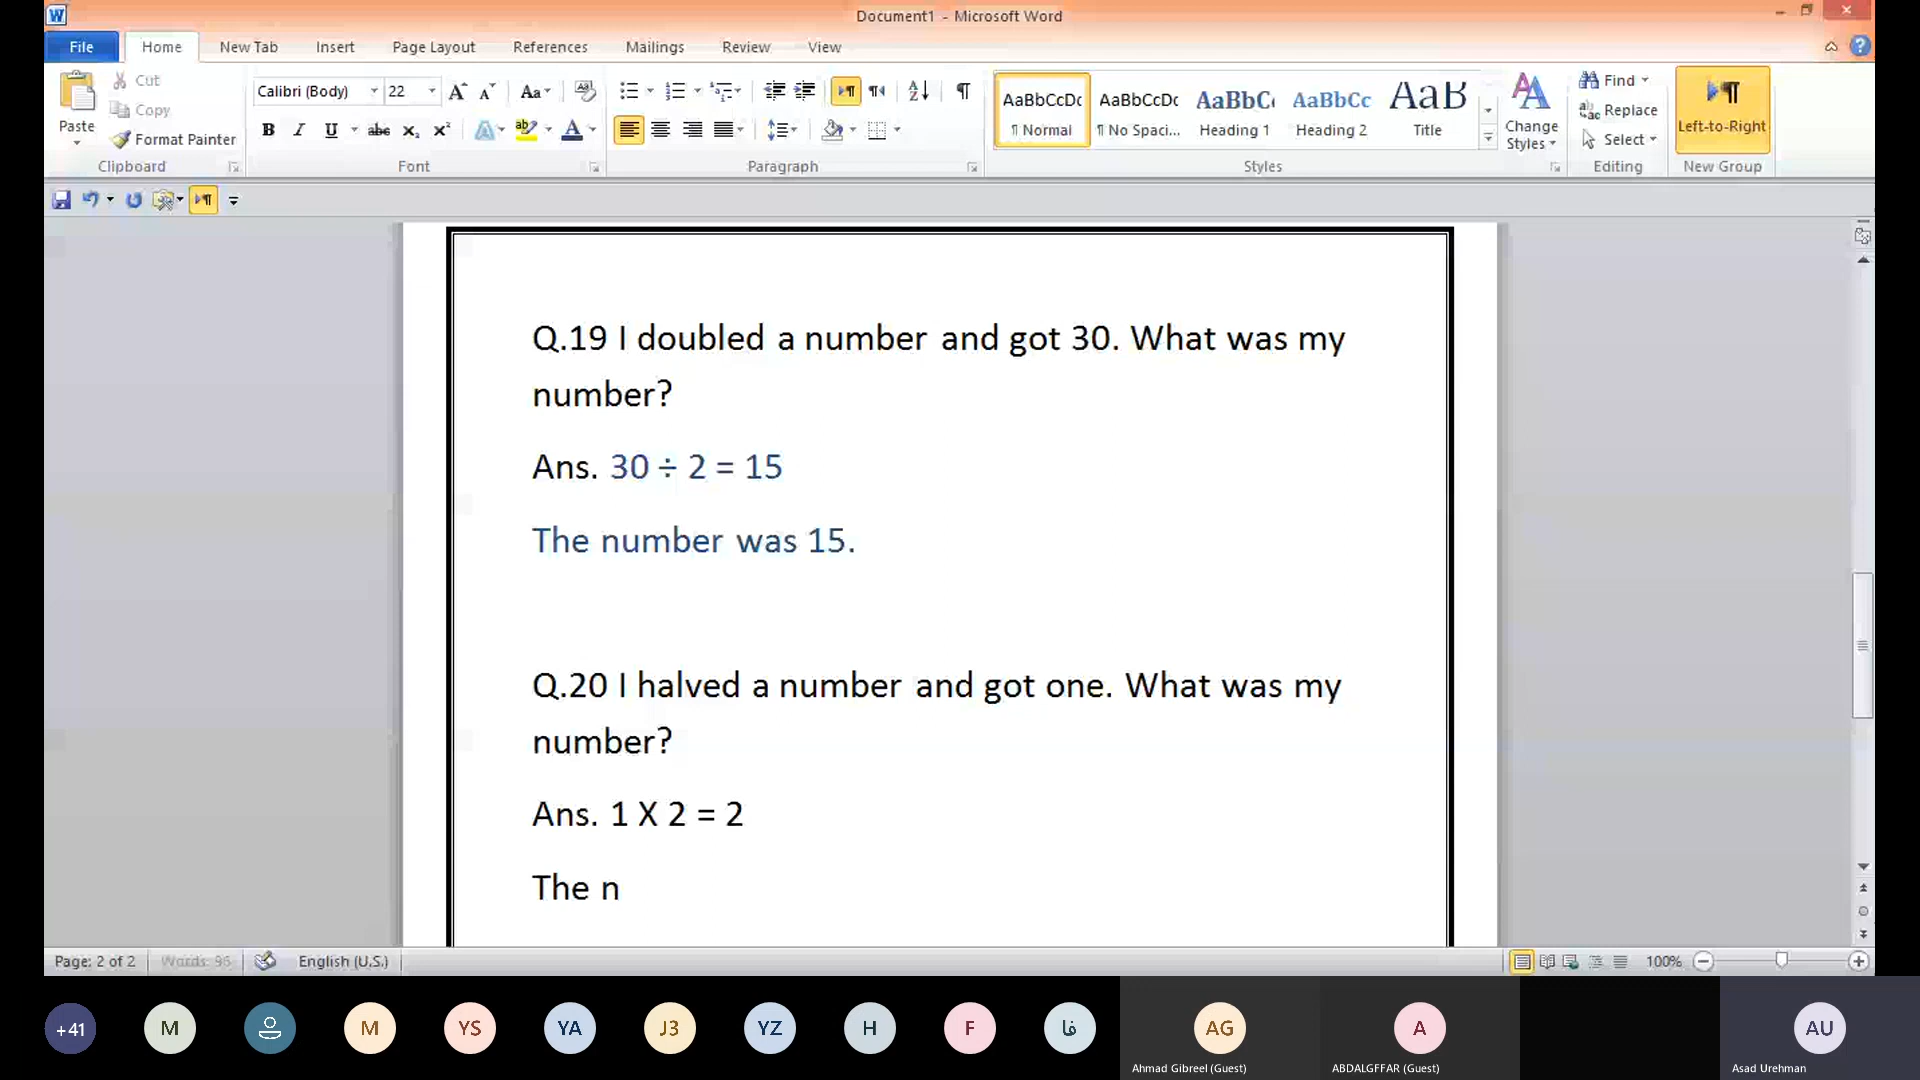 Document1 - Microsoft Word
File Home New Tab Insert Page Layout References Mailings Review View
Paste
Cut
Copy
Format Painter
Clipboard
Calibri (Body) 22
Font
Paragraph
AaBbCcDc AaBbCcDc AaBbC AaBbCc AaB
¶ Normal ¶ No Spaci... Heading 1 Heading 2 Title
Change
Styles
Styles
Find
Replace
Select
Editing
Left-to-Right
New Group
Q.19 I doubled a number and got 30. What was my
number?
Ans. 30 ÷ 2 = 15
The number was 15.
Q.20 I halved a number and got one. What was my
number?
Ans. 1 X 2 = 2
The n
Page: 2 of 2 Words: 96 English (U.S.) 100%
+41 M M YS YA J3 YZ H F فا AG A AU
Ahmad Gibreel (Guest) ABDALGFFAR (Guest) Asad Urehman